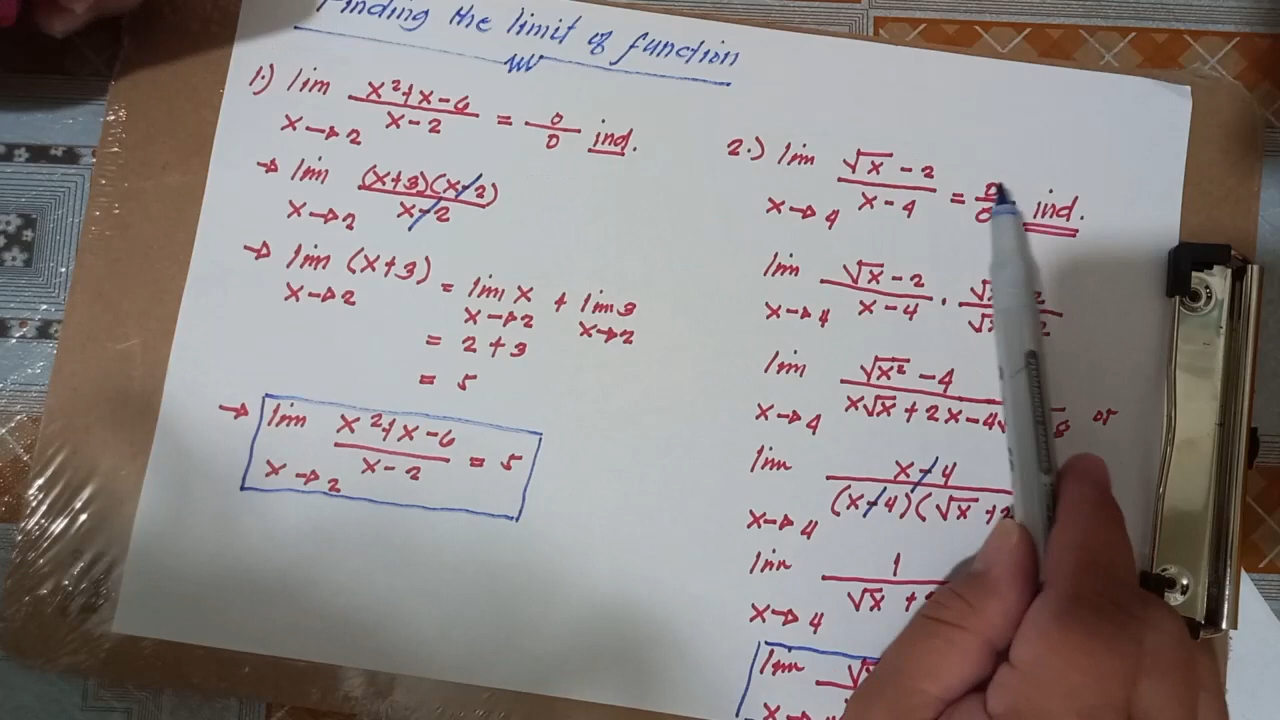 Finding the limit of function
1.) lim x→2 x²+x-6 / x-2 = 0/0 ind.
→ lim x→2 (x+3)(x-2) / x-2
→ lim x→2 (x+3) = lim x→2 x + lim x→2 3
= 2+3
= 5
→ lim x→2 x²+x-6 / x-2 = 5
2.) lim x→4 √x - 2 / x-4 = 0/0 ind.
lim x→4 √x - 2 / x-4 ·
lim x→4 √x² - 4 / x√x + 2x - 4 or
lim x→4 x-4 / (x-4)(√x +
lim x→4 1 / √x +
lim x→4